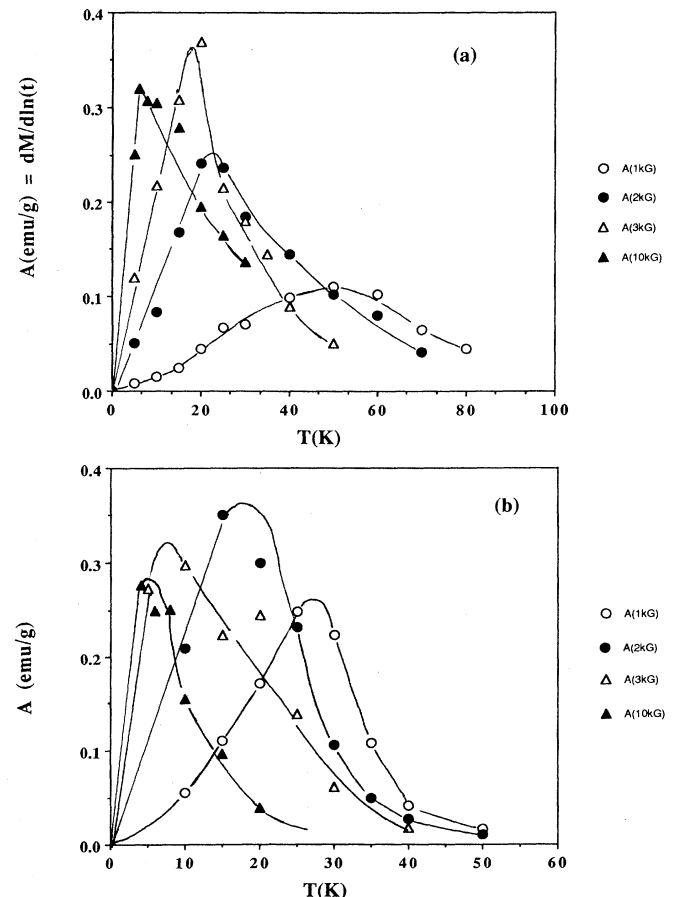 0.4
(a)
0.3
A(emu/g) = dM/dln(t)
A(1kG)
A(2kG)
0.2
A(3kG)
A(10kG)
0.1
0.0
0 20 40 60 80 100
T(K)
0.4
(b)
0.3
A(1kG)
A (emu/g)
A(2kG)
0.2
A(3kG)
A(10kG)
0.1
0.0
0 10 20 30 40 50 60
T(K)